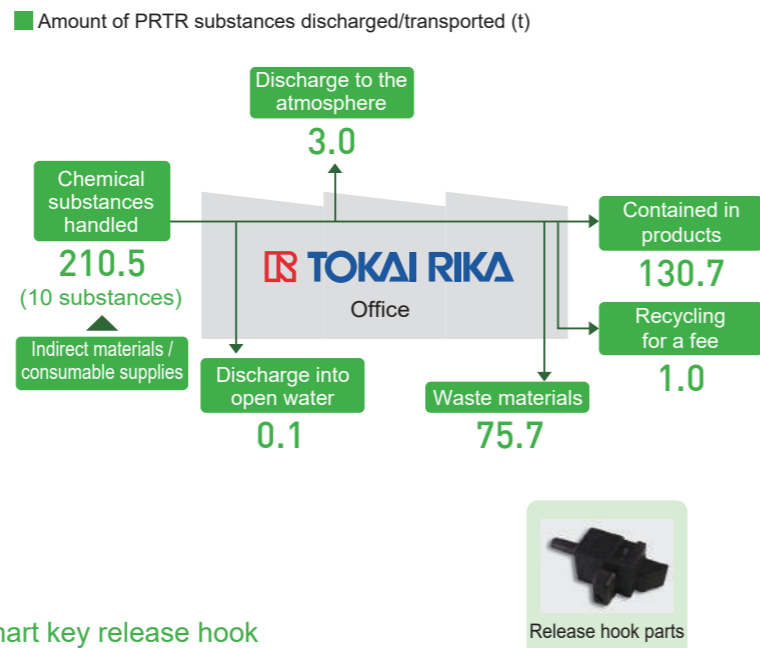 Amount of PRTR substances discharged/transported (t)
Discharge to the
atmosphere
3.0
Chemical
substances
handled
210.5
(10 substances)
Indirect materials /
consumable supplies
TOKAI RIKA
Office
Contained in
products
130.7
Recycling
for a fee
1.0
Discharge into
open water
0.1
Waste materials
75.7
Release hook parts
key release hook